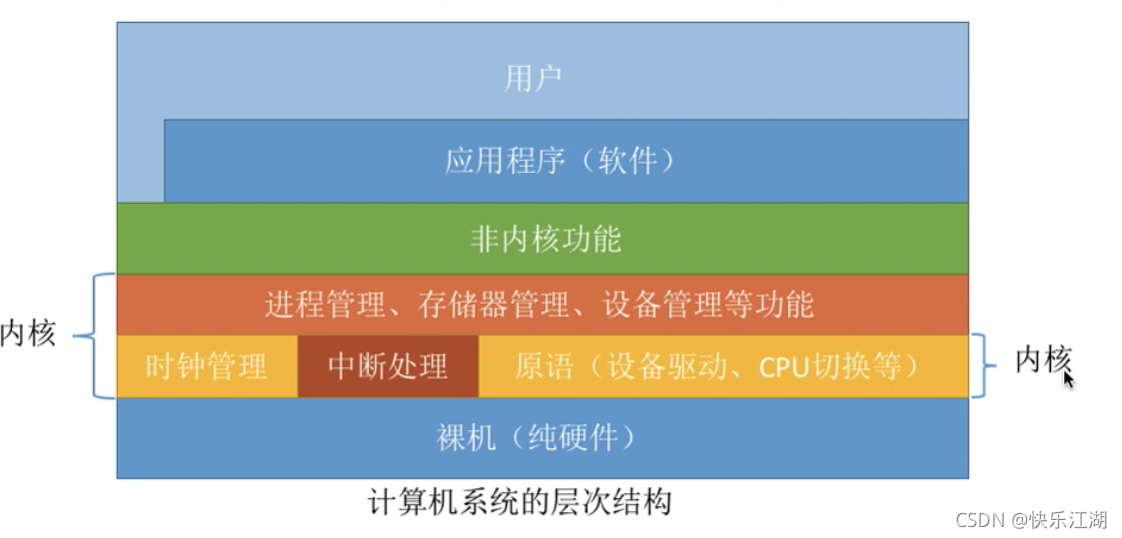 用户
应用程序（软件）
非内核功能
内核
进程管理、存储器管理、设备管理等功能
时钟管理
中断处理
原语（设备驱动、CPU切换等）
内核
裸机（纯硬件）
计算机系统的层次结构
CSDN @快乐江湖